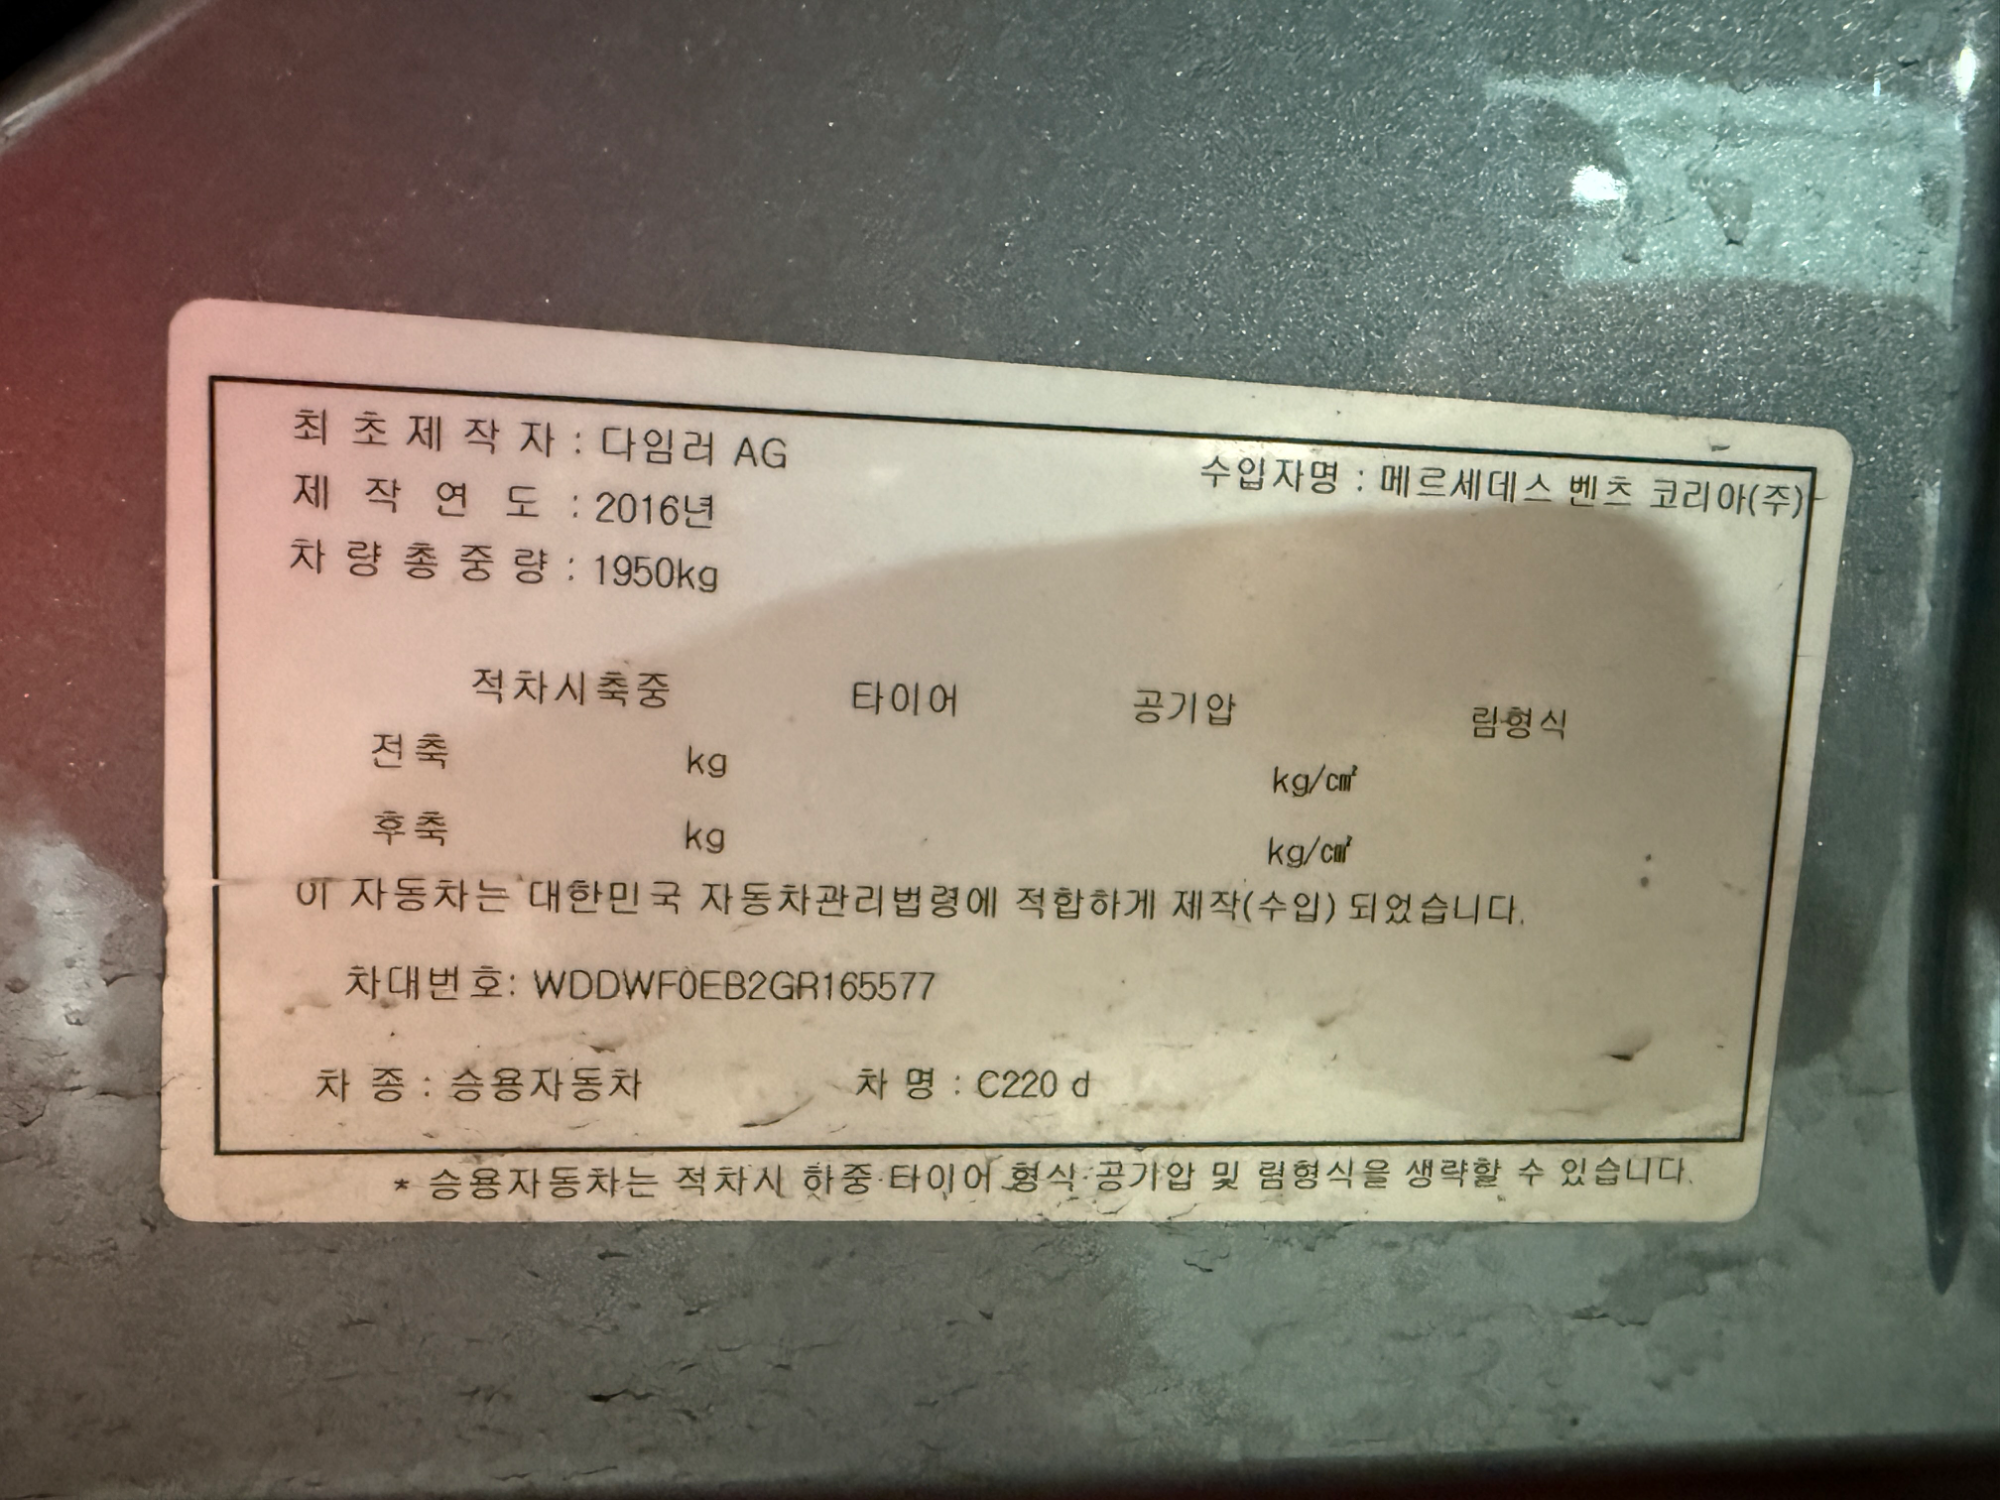 최 초 제 작 자 : 다임러 AG
수입자명 : 메르세데스 벤츠 코리아(주)
제 작 연 도 : 2016년
차 량 총 중 량 : 1950kg
적차시축중 타이어 공기압 림형식
전축 kg kg/㎠
후축 kg kg/㎠
이 자동차는 대한민국 자동차관리법령에 적합하게 제작(수입) 되었습니다.
차대번호: WDDWF0EB2GR165577
차 종 : 승용자동차 차 명 : C220 d
* 승용자동차는 적차시 하중·타이어 형식·공가압 및 림형식을 생략할 수 있습니다.